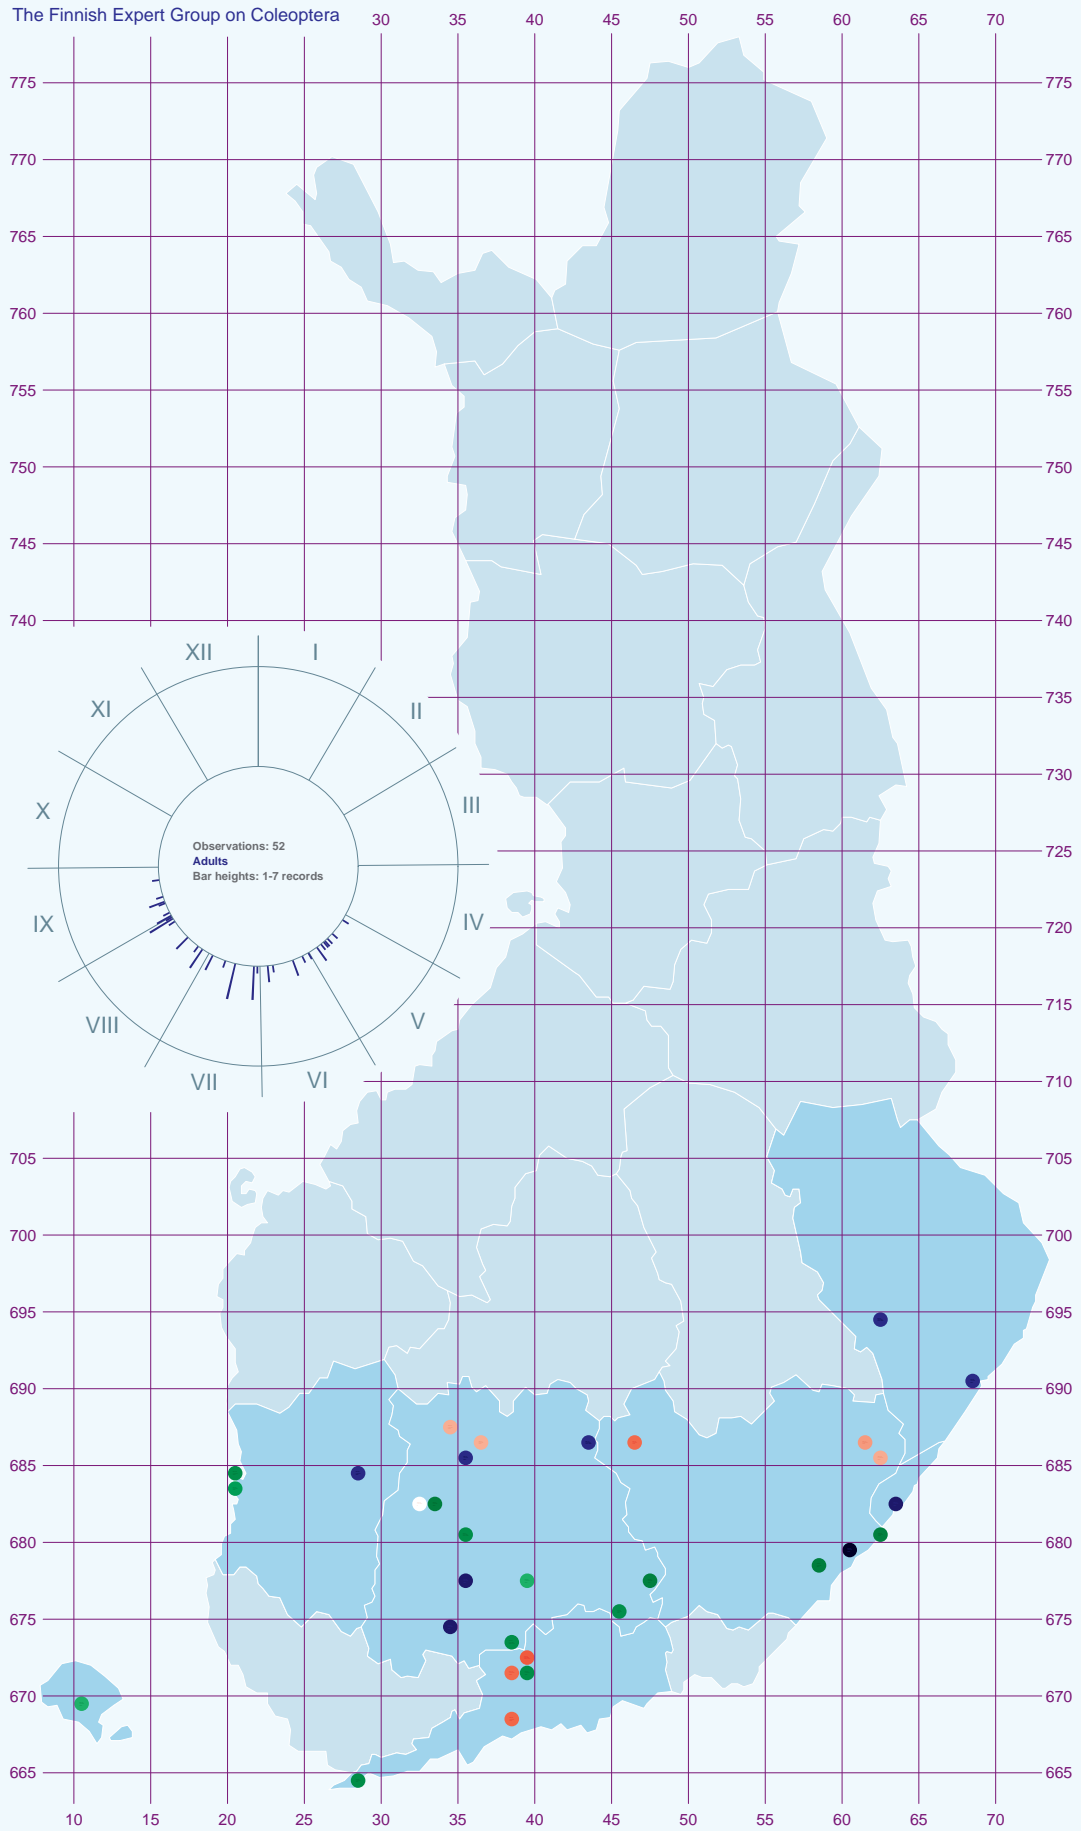 The Finnish Expert Group on Coleoptera
30 35 40 45 50 55 60 65 70
775 775
770 770
765 765
760 760
755 755
750 750
745 745
740 740
735
730
725
720
715
710
705 705
700 700
695 695
690 690
685 685
680 680
675 675
670 670
665 665
10 15 20 25 30 35 40 45 50 55 60 65 70
XII I
XI II
X III
IX IV
VIII V
VII VI
Observations: 52
Adults
Bar heights: 1-7 records